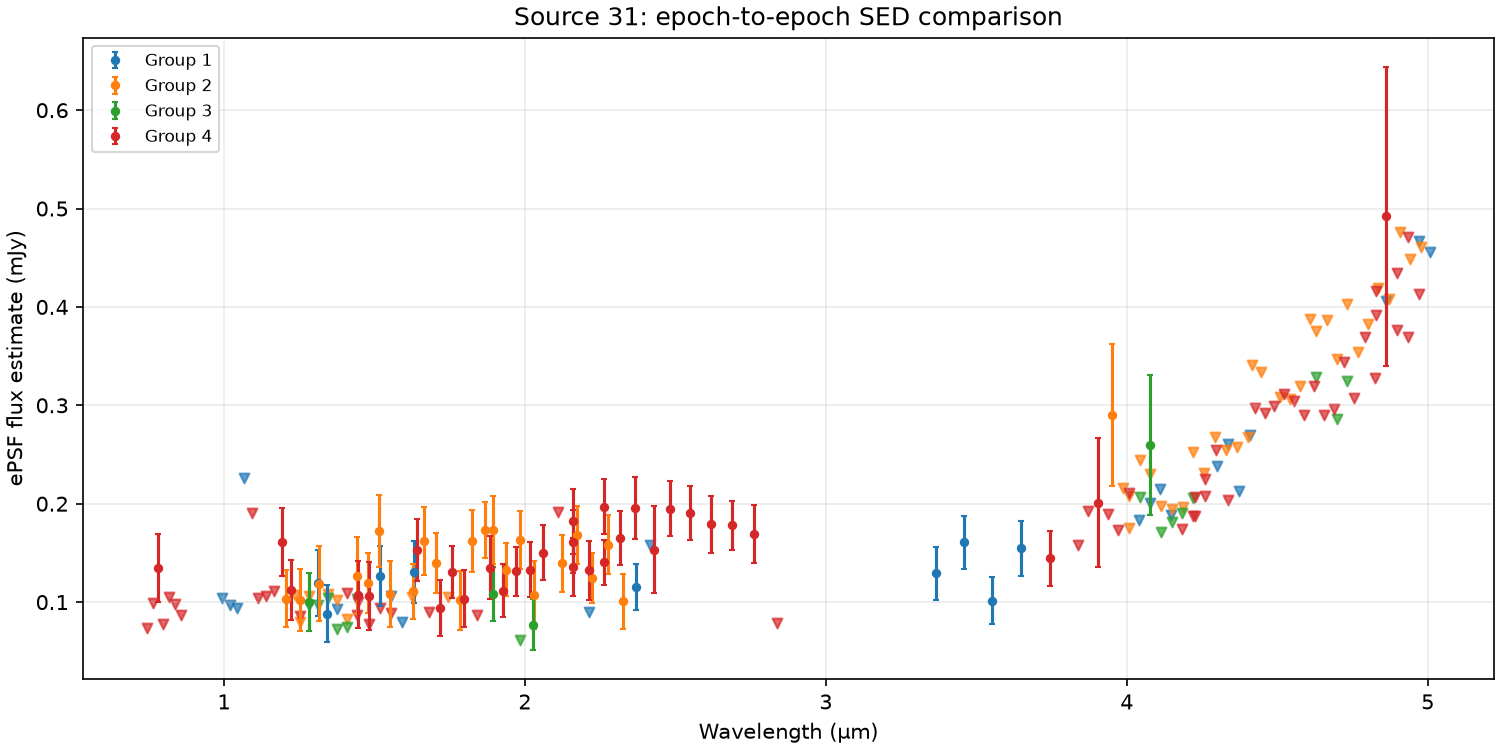 Source 31: epoch-to-epoch SED comparison
Group 1
Group 2
Group 3
Group 4
ePSF flux estimate (mJy)
0.6
0.5
0.4
0.3
0.2
0.1
1 2 3 4 5
Wavelength (μm)